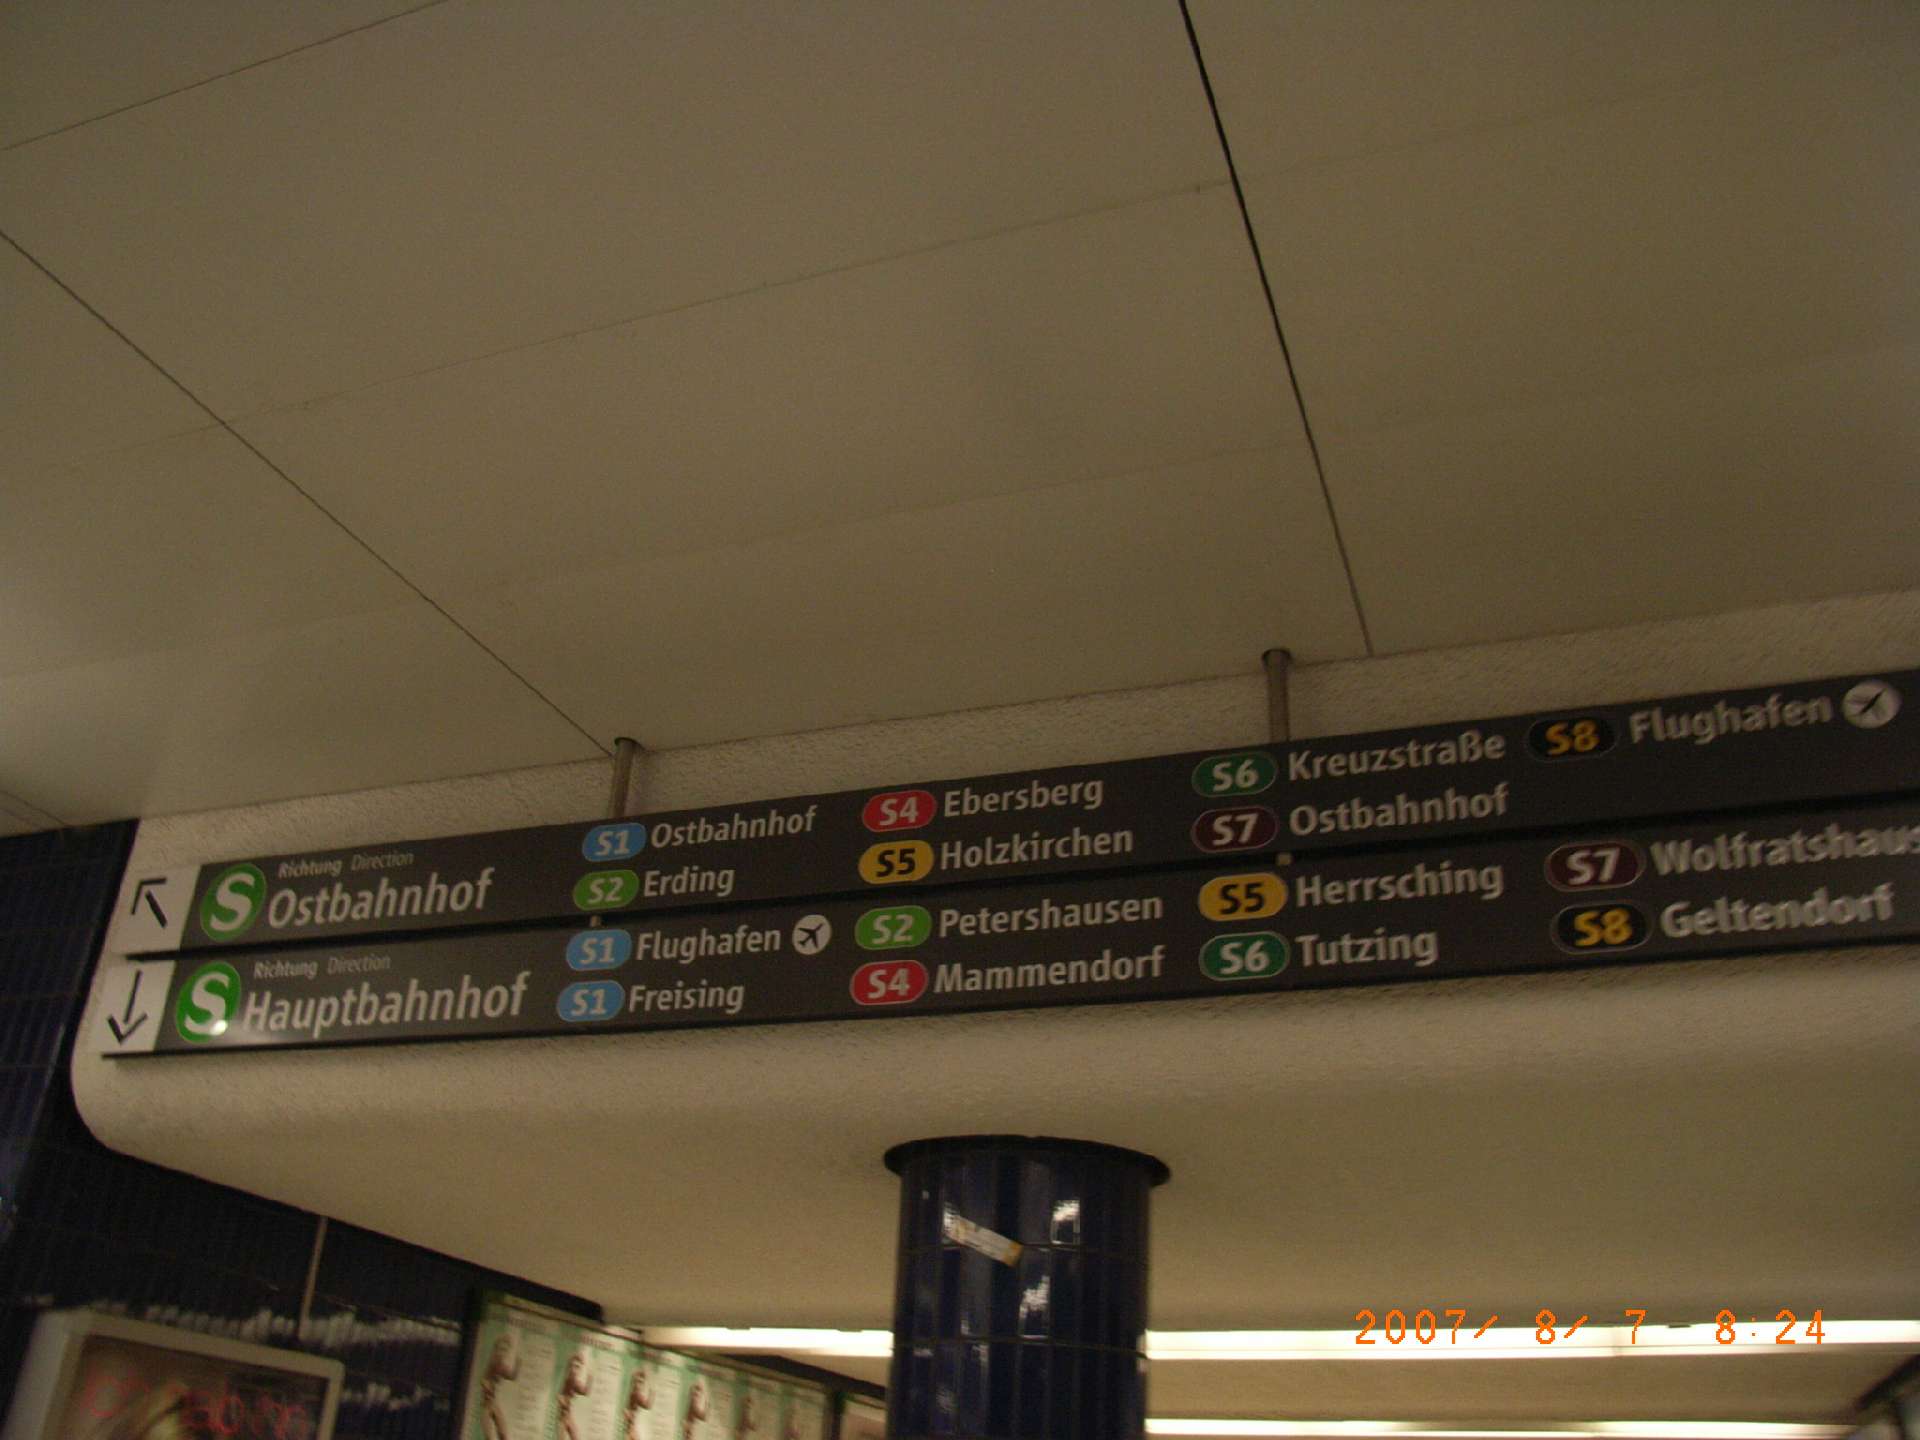 S Richtung Direction
Ostbahnhof
S1 Ostbahnhof
S2 Erding
S4 Ebersberg
S5 Holzkirchen
S6 Kreuzstraße
S7 Ostbahnhof
S8 Flughafen
S Richtung Direction
Hauptbahnhof
S1 Flughafen
S1 Freising
S2 Petershausen
S4 Mammendorf
S5 Herrsching
S6 Tutzing
S7 Wolfratshaus
S8 Geltendorf
2007/ 8/ 7 8:24